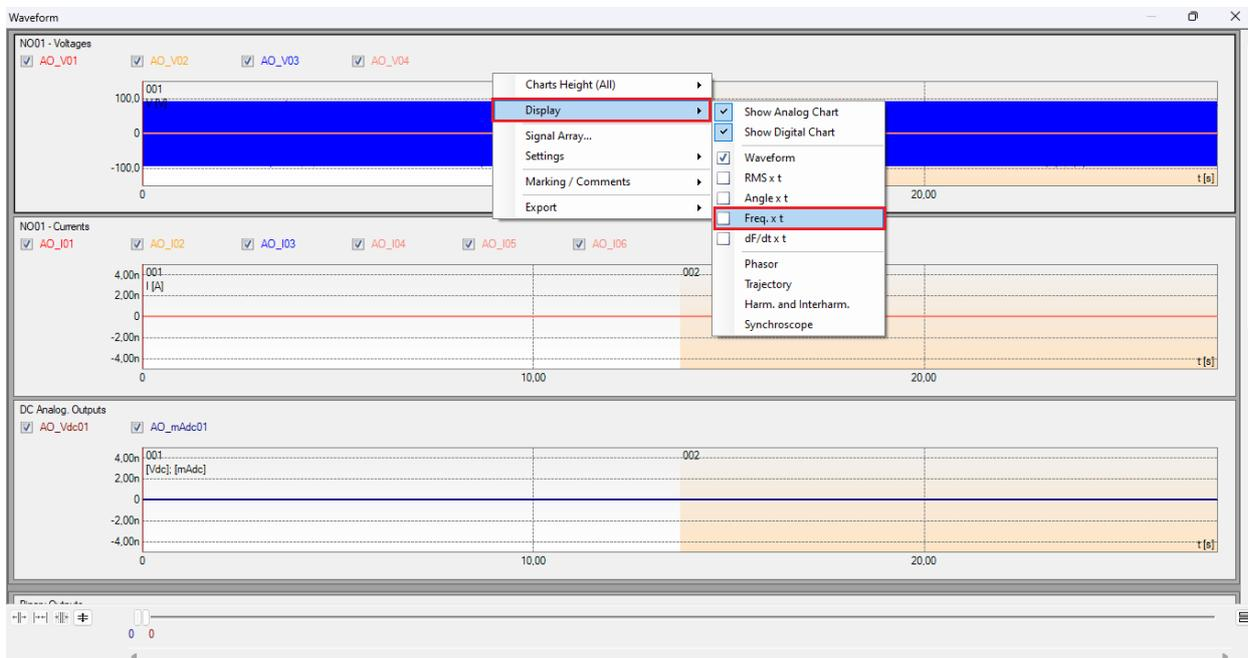 Waveform
NO01 - Voltages
AO_V01 AO_V02 AO_V03 AO_V04
001
100,0
0
-100,0
t [s]
0 20,00
Charts Height (All)
Display
Signal Array...
Settings
Marking / Comments
Export
Show Analog Chart
Show Digital Chart
Waveform
RMS x t
Angle x t
Freq. x t
dF/dt x t
Phasor
Trajectory
Harm. and Interharm.
Synchroscope
NO01 - Currents
AO_I01 AO_I02 AO_I03 AO_I04 AO_I05 AO_I06
4,00n 001 002
I [A]
2,00n
0
-2,00n
-4,00n
t [s]
0 10,00 20,00
DC Analog. Outputs
AO_Vdc01 AO_mAdc01
4,00n 001 002
[Vdc]; [mAdc]
2,00n
0
-2,00n
-4,00n
t [s]
0 10,00 20,00
Binary Outputs
0 0